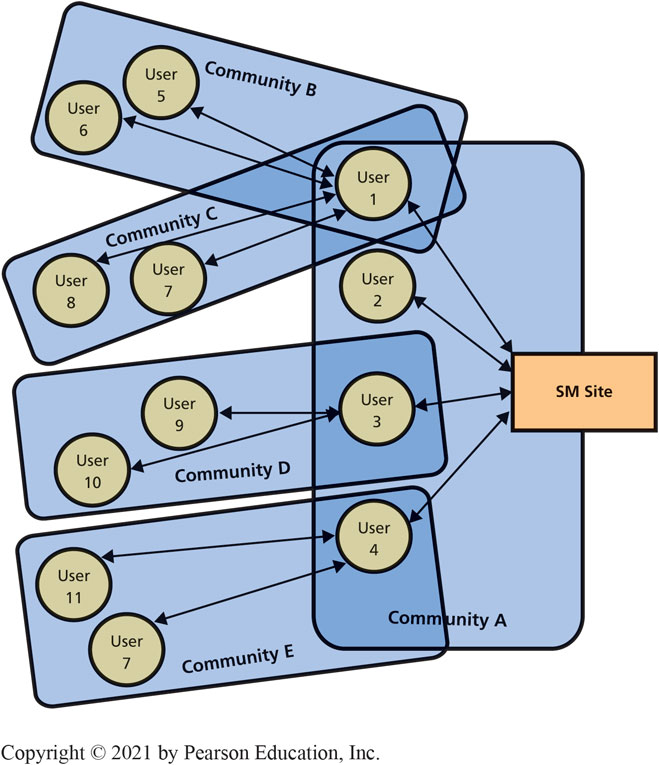 User
5
Community B
User
6
User
1
Community C
User
8
User
7
User
2
User
3
SM Site
User
9
User
10
Community D
User
4
User
11
Community A
User
7
Community E
Copyright © 2021 by Pearson Education, Inc.